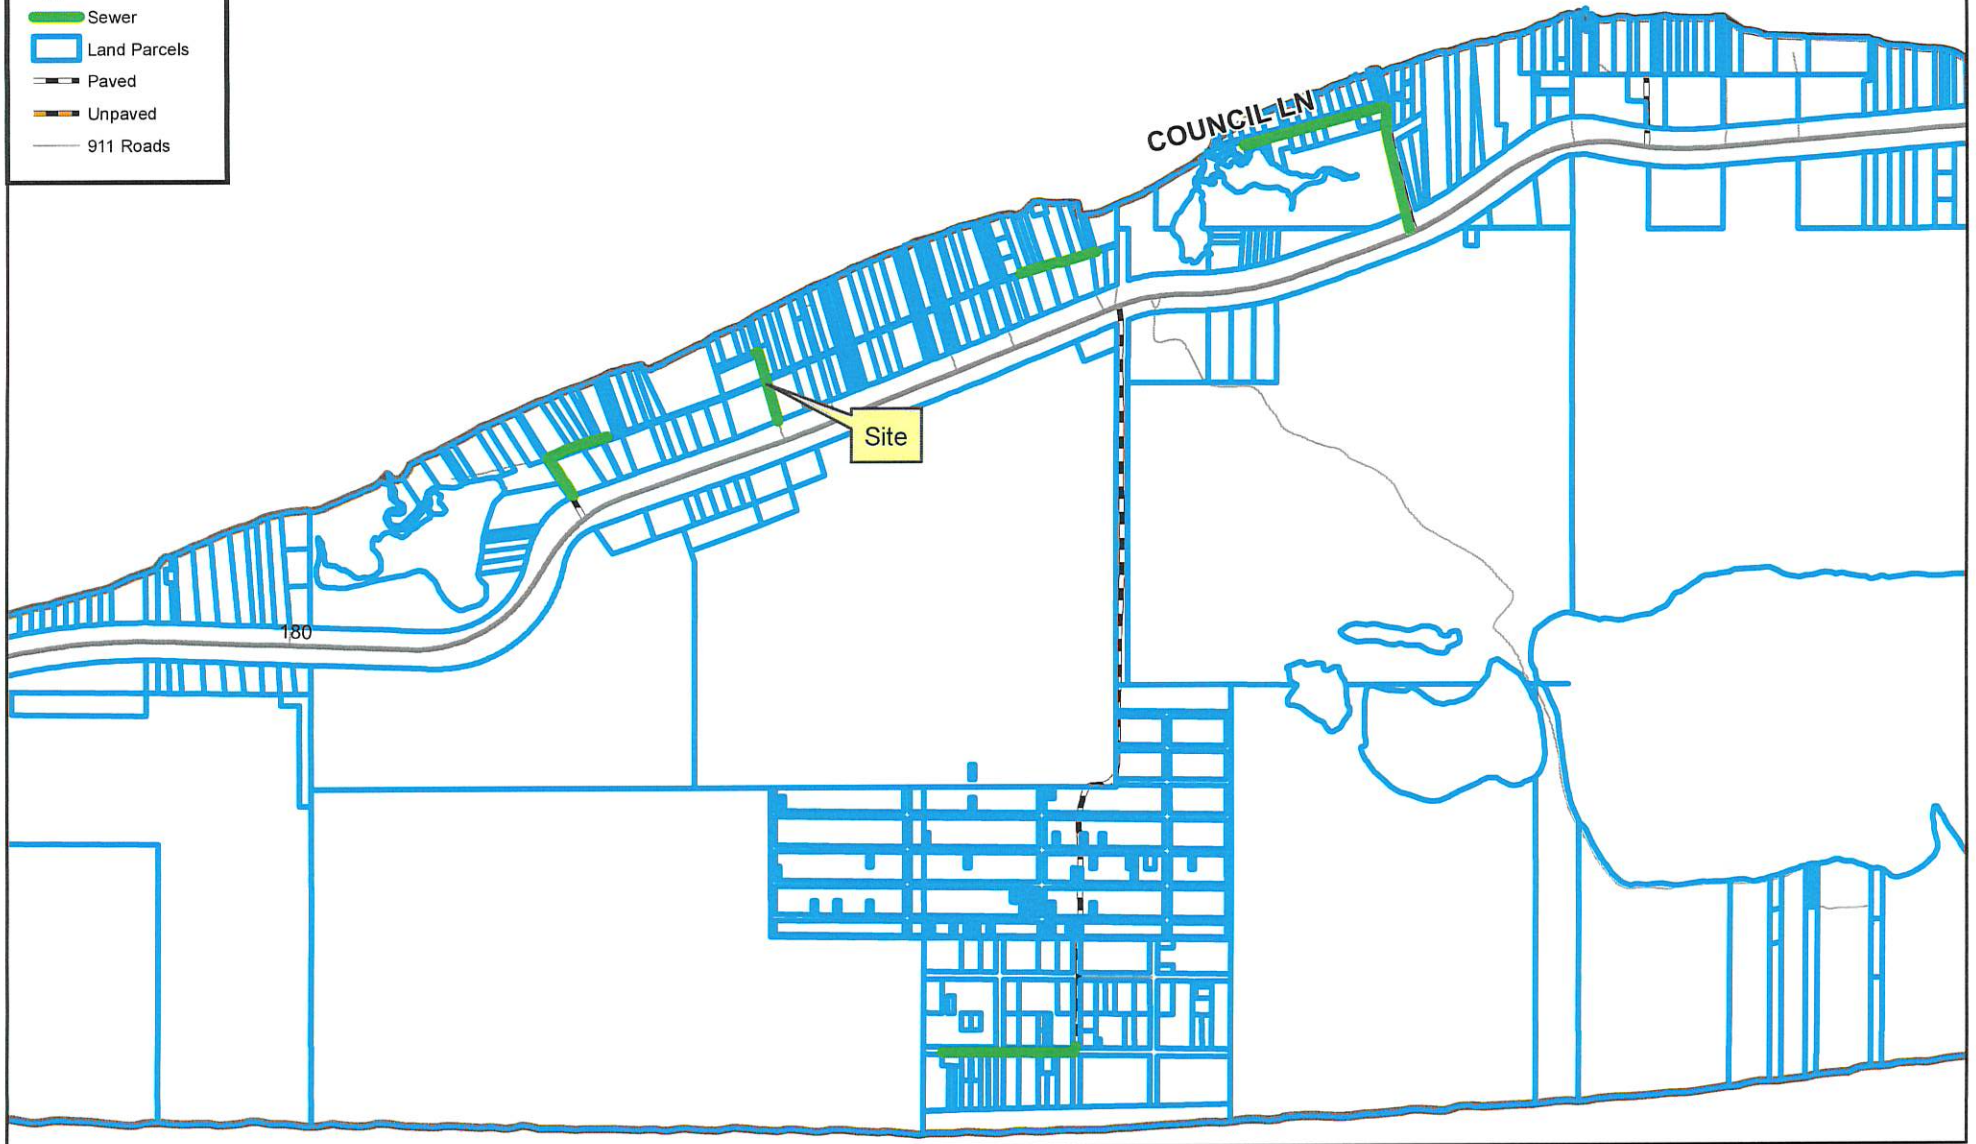 Sewer
Land Parcels
Paved
Unpaved
911 Roads
COUNCIL LN
Site
180